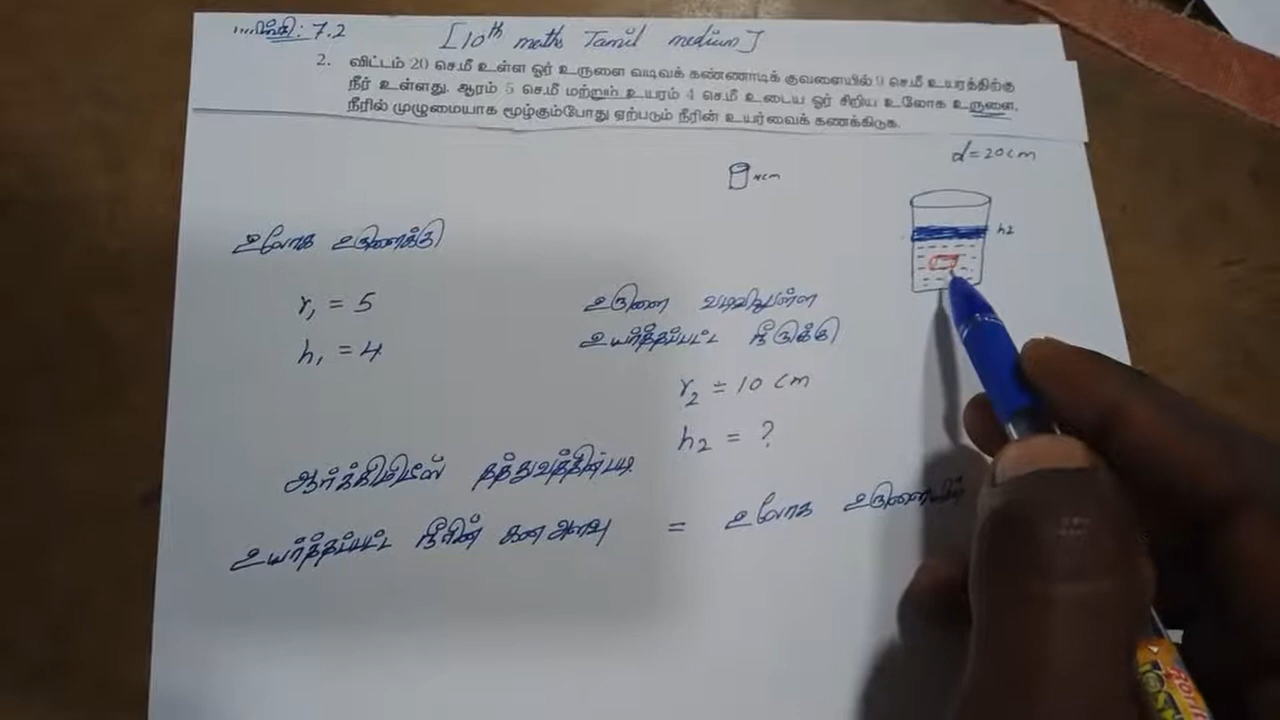 7.2
[10th maths Tamil medium]
2. விட்டம் 20 செ.மீ உள்ள ஓர் உருளை வடிவக் கண்ணாடிக் குவளையில் 9 செ.மீ உயரத்திற்கு
நீர் உள்ளது. ஆரம் 5 செ.மீ மற்றும் உயரம் 4 செ.மீ உடைய ஓர் சிறிய உலோக உருளை,
நீரில் முழுமையாக மூழ்கும்போது ஏற்படும் நீரின் உயர்வைக் கணக்கிடுக.
d = 20cm
4cm
h2
உலோக உருளைக்கு
r₁ = 5
h₁ = 4
உருளை வடிவிலுள்ள
உயர்த்தப்பட்ட நீருக்கு
r₂ = 10 cm
h₂ = ?
ஆர்க்கிமிடீஸ் தத்துவத்தின்படி
உயர்த்தப்பட்ட நீரின் கனஅளவு = உலோக உருளையின்